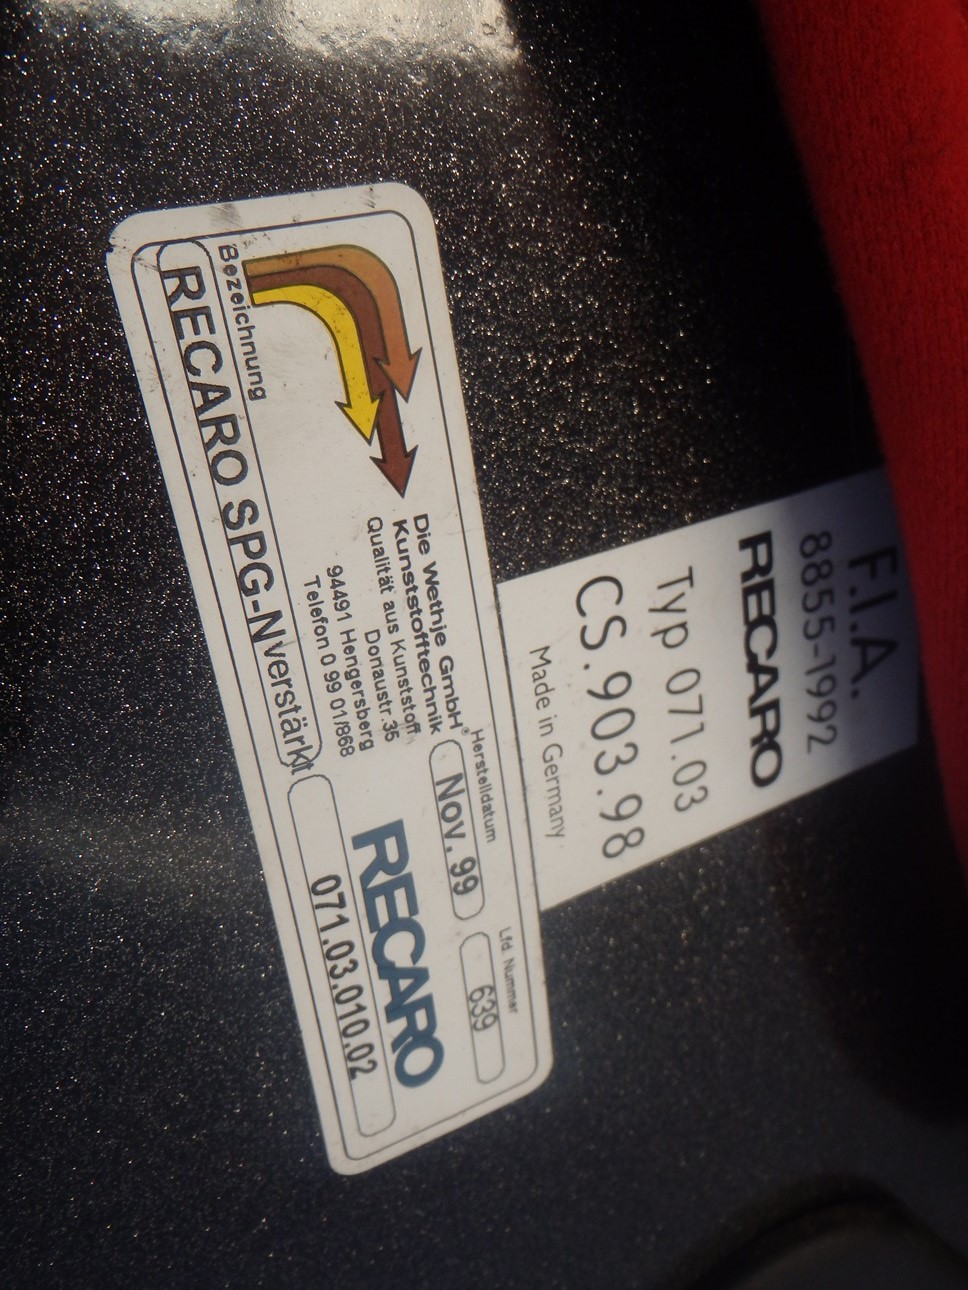 F.I.A.
8855-1992
RECARO
Typ 071.03
CS.903.98
Made in Germany
Die Wethje GmbH®
Kunststofftechnik
Qualität aus Kunststoff
Donaustr. 35
94491 Hengersberg
Telefon 0 99 01/868
Herstelldatum
Nov. 99
Lfd. Nummer
639
RECARO
Bezeichnung
RECARO SPG-Nverstärkt
071.03.010.02